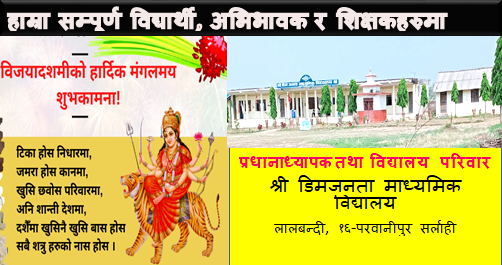 हाम्रा सम्पूर्ण विद्यार्थी, अभिभावक र शिक्षकहरुमा
विजयादशमीको हार्दिक मंगलमय
शुभकामना!
टिका होस निधारमा,
जमरा होस कानमा,
खुसि छवोस परिवारमा,
अनि शान्ती देशमा,
दशैँमा खुसिनै खुसि बास होस
सबै शत्रु हरुको नास होस ।
प्रधानाध्यापक तथा विद्यालय परिवार
श्री डिमजनता माध्यमिक
विद्यालय
लालबन्दी, १६-परवानीपुर सर्लाही